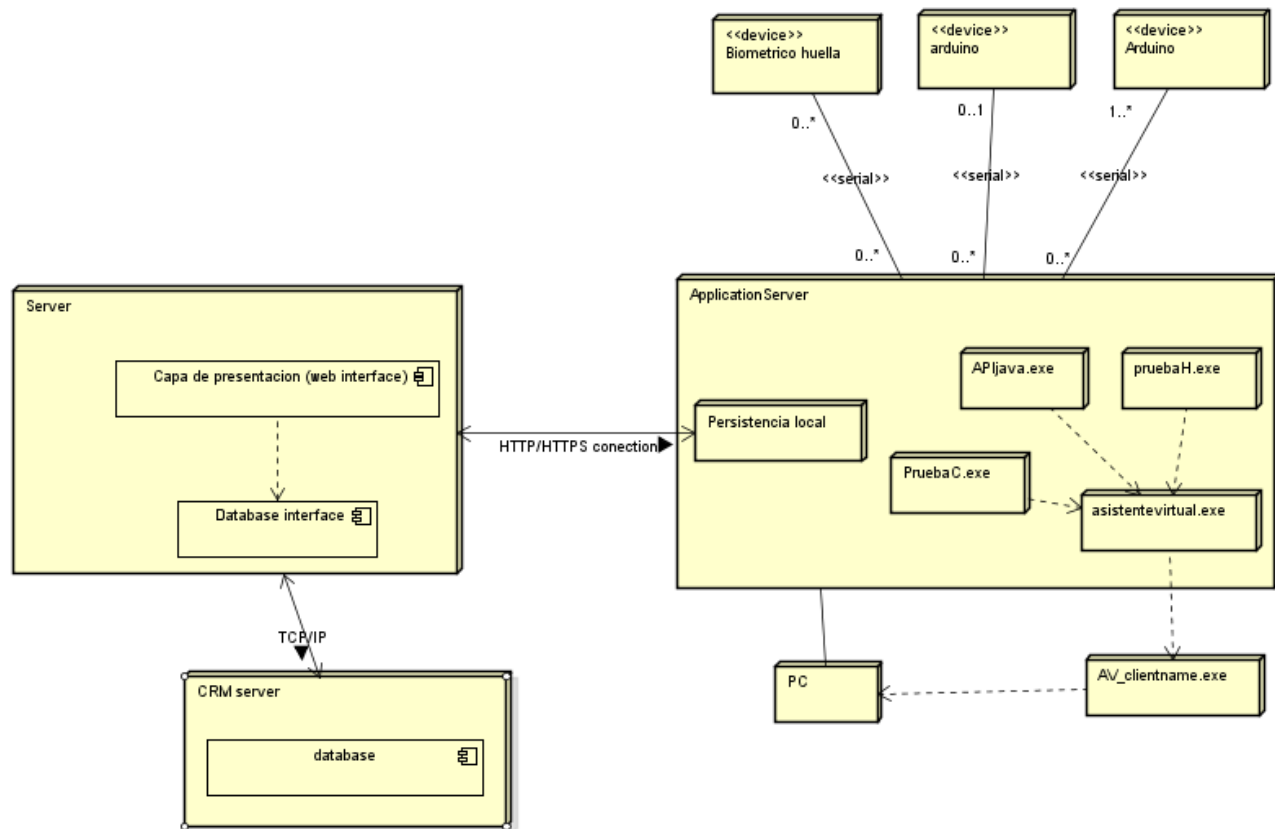 <<device>>
Biometrico huella
<<device>>
arduino
<<device>>
Arduino
0..*
0..1
1..*
<<serial>>
<<serial>>
<<serial>>
0..*
0..*
0..*
Server
Capa de presentacion (web interface)
Database interface
HTTP/HTTPS conection
ApplicationServer
Persistencia local
APIjava.exe
pruebaH.exe
PruebaC.exe
asistentevirtual.exe
TCP/IP
CRM server
database
PC
AV_clientname.exe